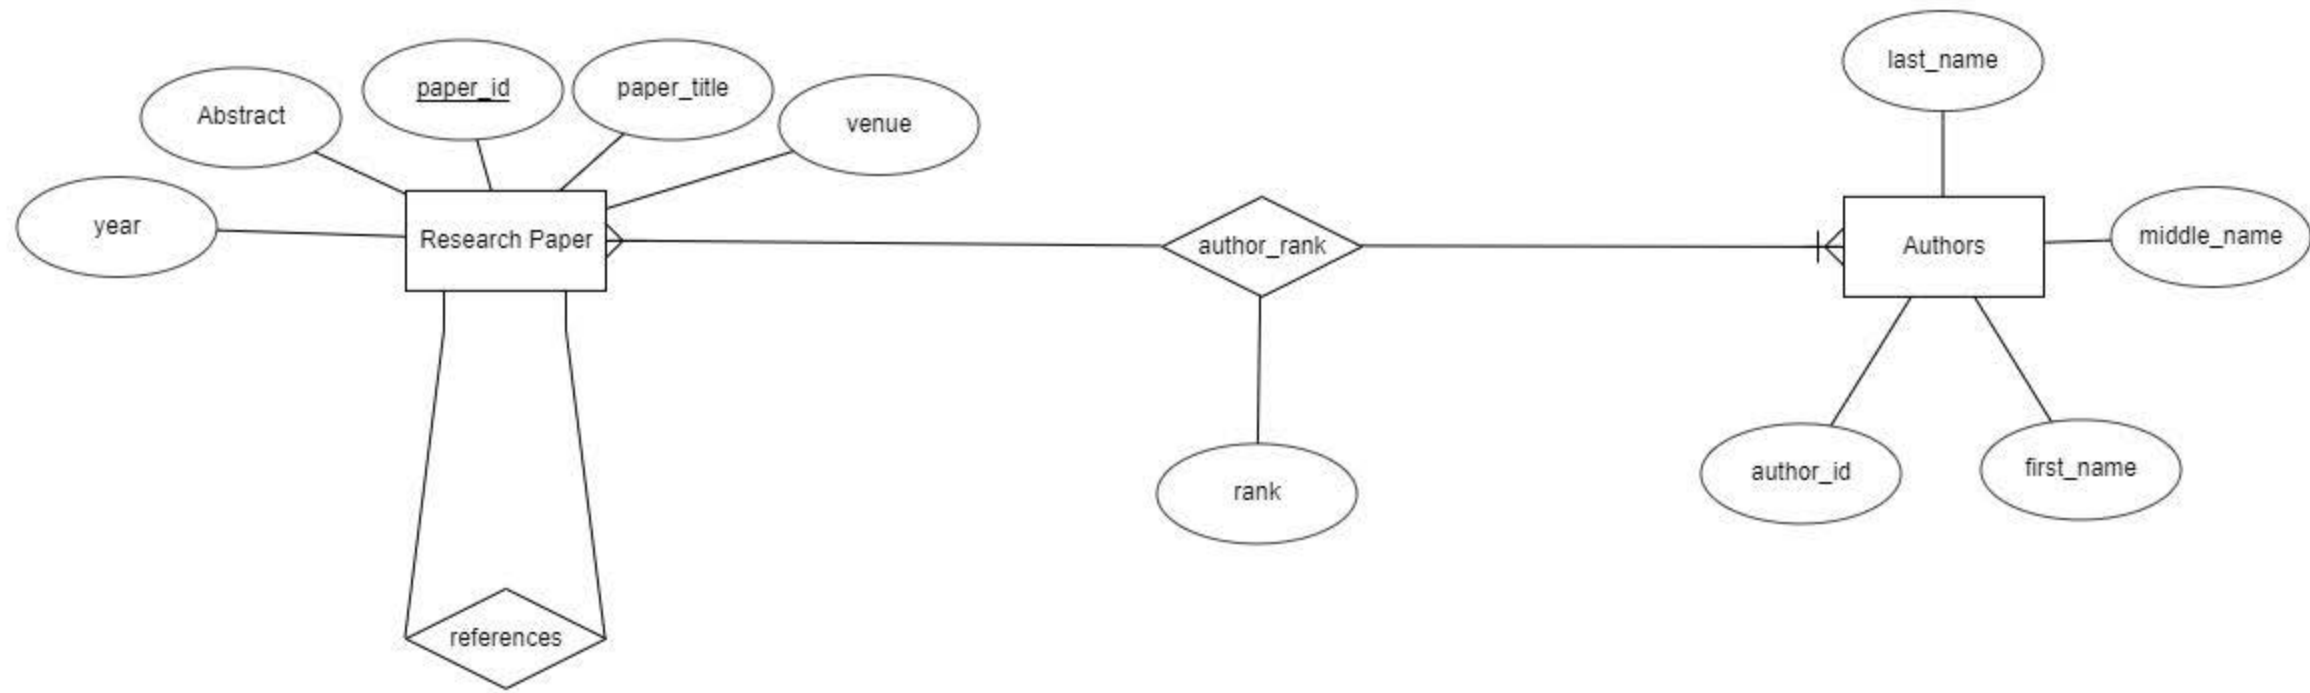 last_name
paper_id
paper_title
Abstract
venue
year
Research Paper
author_rank
Authors
middle_name
author_id
first_name
rank
references